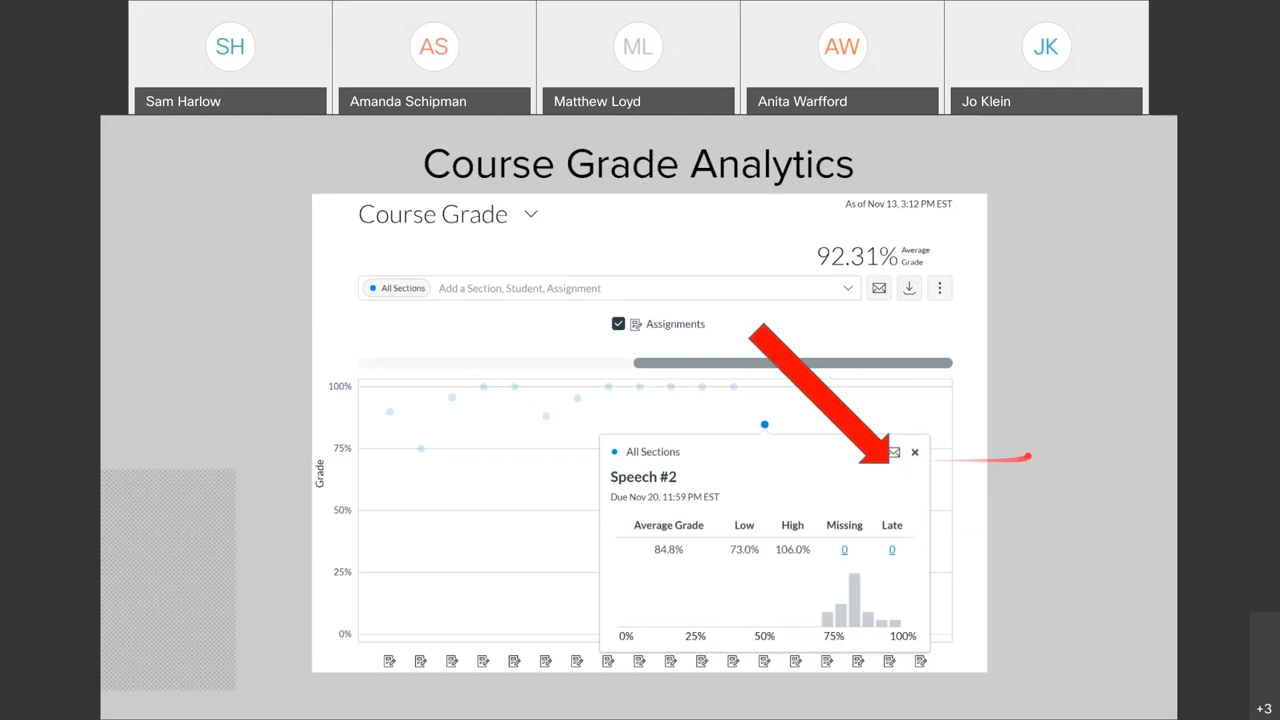 SH
AS
ML
AW
JK
Sam Harlow
Amanda Schipman
Matthew Loyd
Anita Warfford
Jo Klein
Course Grade Analytics
Course Grade
As of Nov 13, 3:12 PM EST
92.31% Average Grade
All Sections Add a Section, Student, Assignment
Assignments
Grade
100%
75%
50%
25%
0%
All Sections
Speech #2
Due Nov 20, 11:59 PM EST
Average Grade Low High Missing Late
84.8% 73.0% 106.0% 0 0
0% 25% 50% 75% 100%
+3